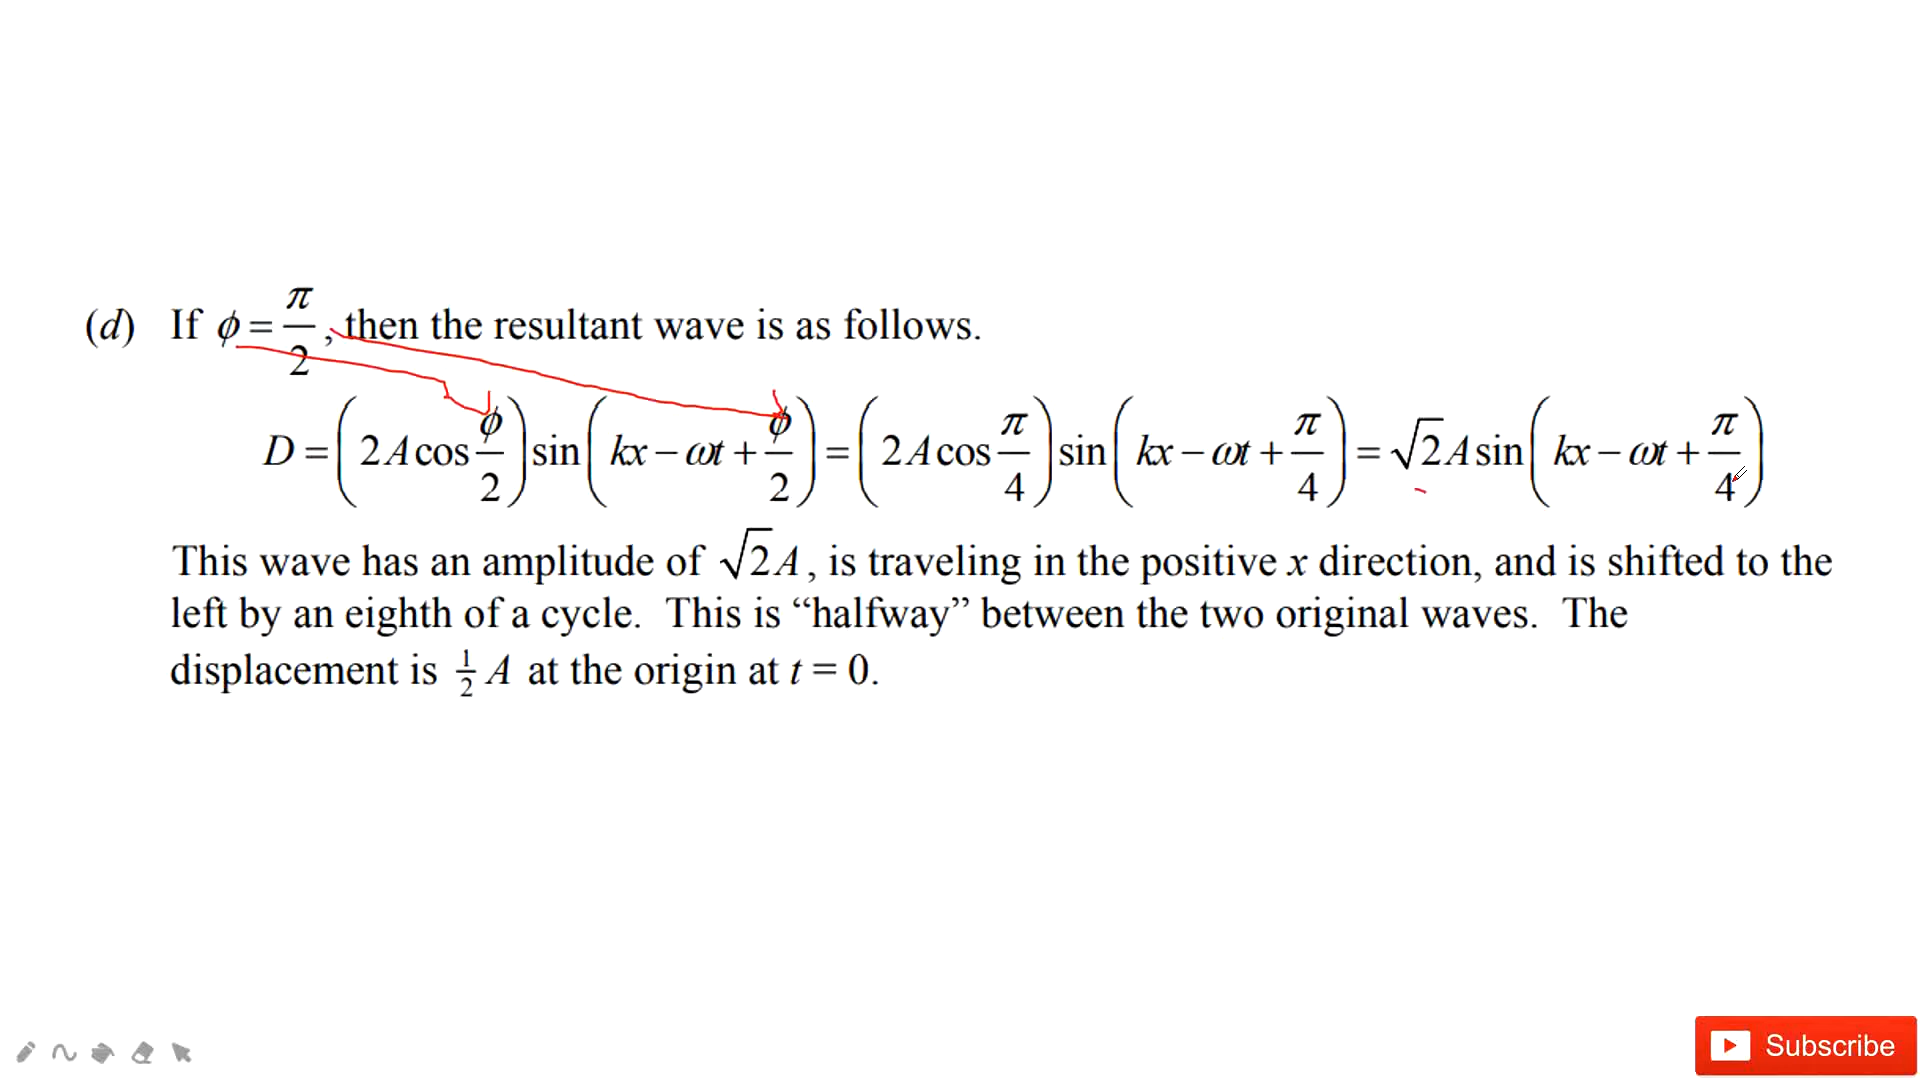 (d) If ϕ = π/2, then the resultant wave is as follows.
D = (2A cos ϕ/2) sin(kx − ωt + ϕ/2) = (2A cos π/4) sin(kx − ωt + π/4) = √2A sin(kx − ωt + π/4)
This wave has an amplitude of √2A, is traveling in the positive x direction, and is shifted to the
left by an eighth of a cycle. This is “halfway” between the two original waves. The
displacement is ½ A at the origin at t = 0.
Subscribe